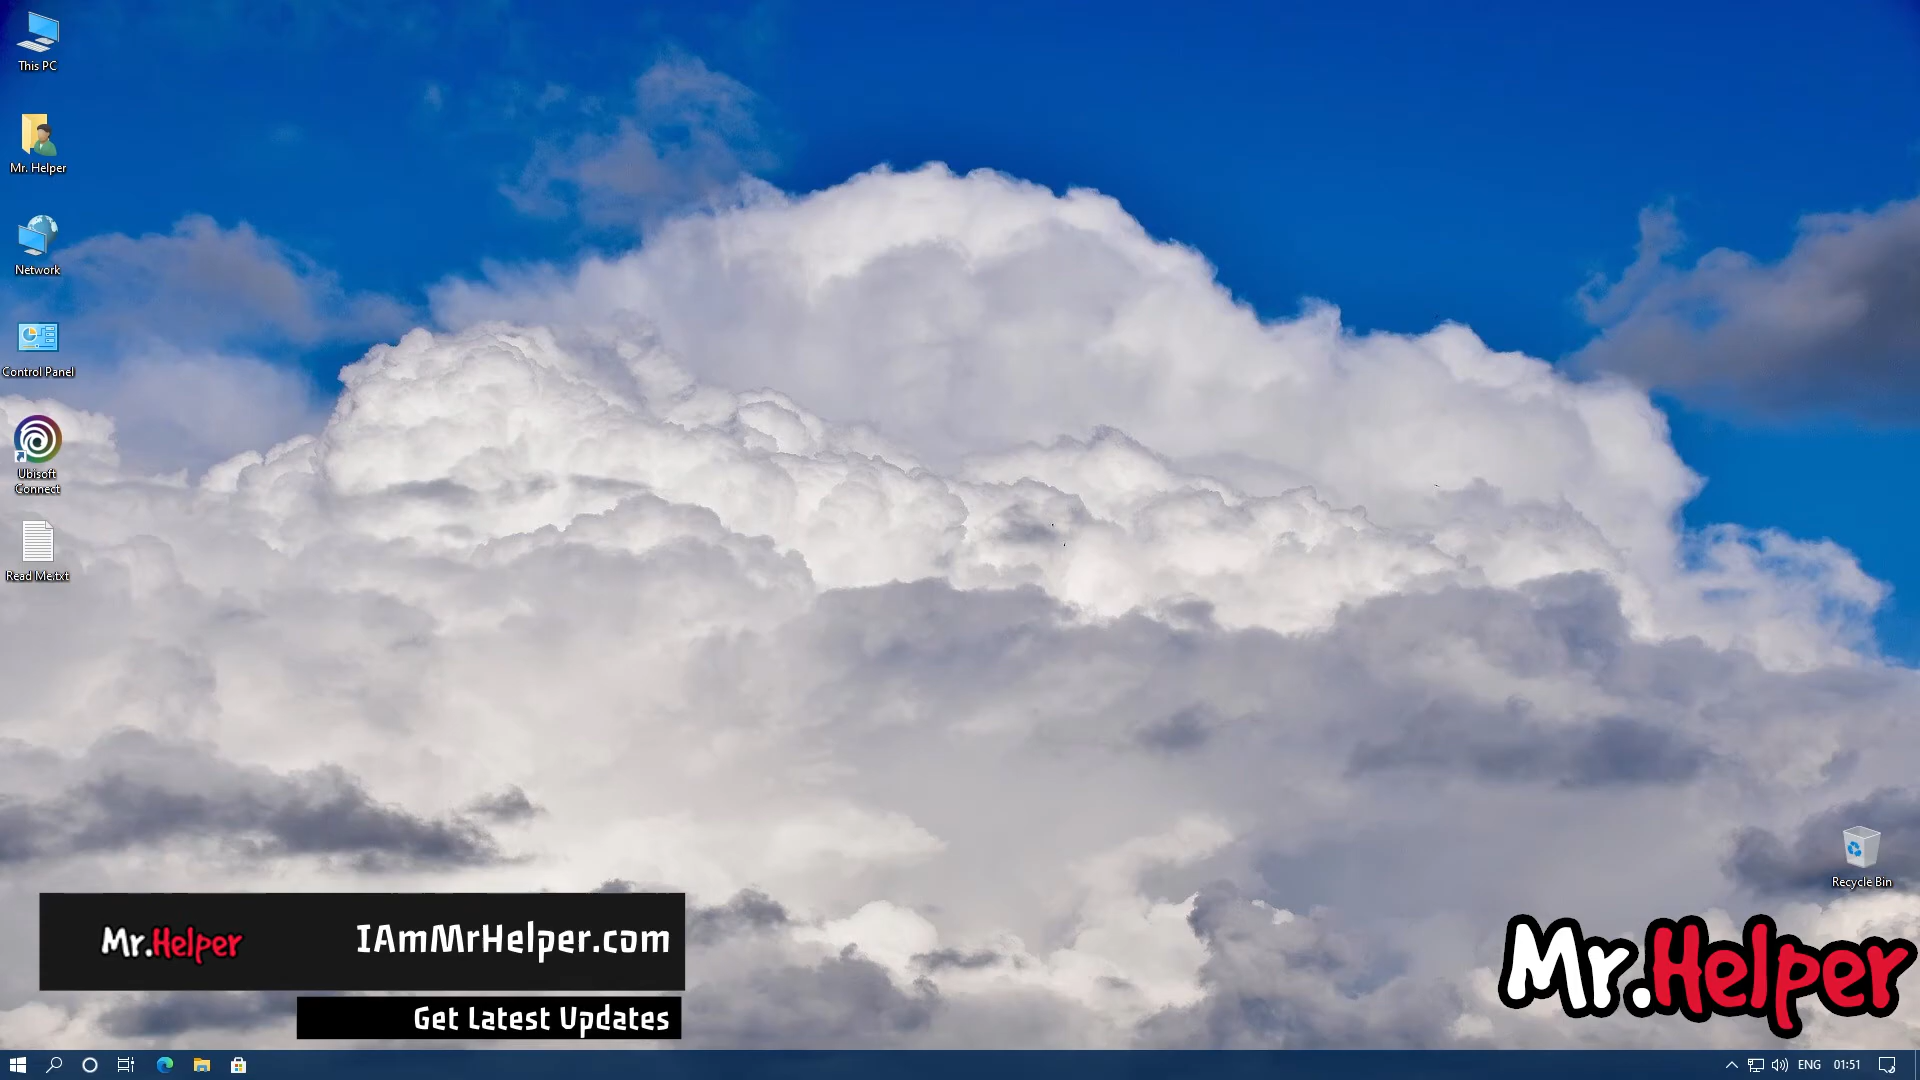 This PC
Mr. Helper
Network
Control Panel
Ubisoft
Connect
Read Me.txt
Recycle Bin
Mr.Helper
IAmMrHelper.com
Get Latest Updates
Mr.Helper
ENG
01:51